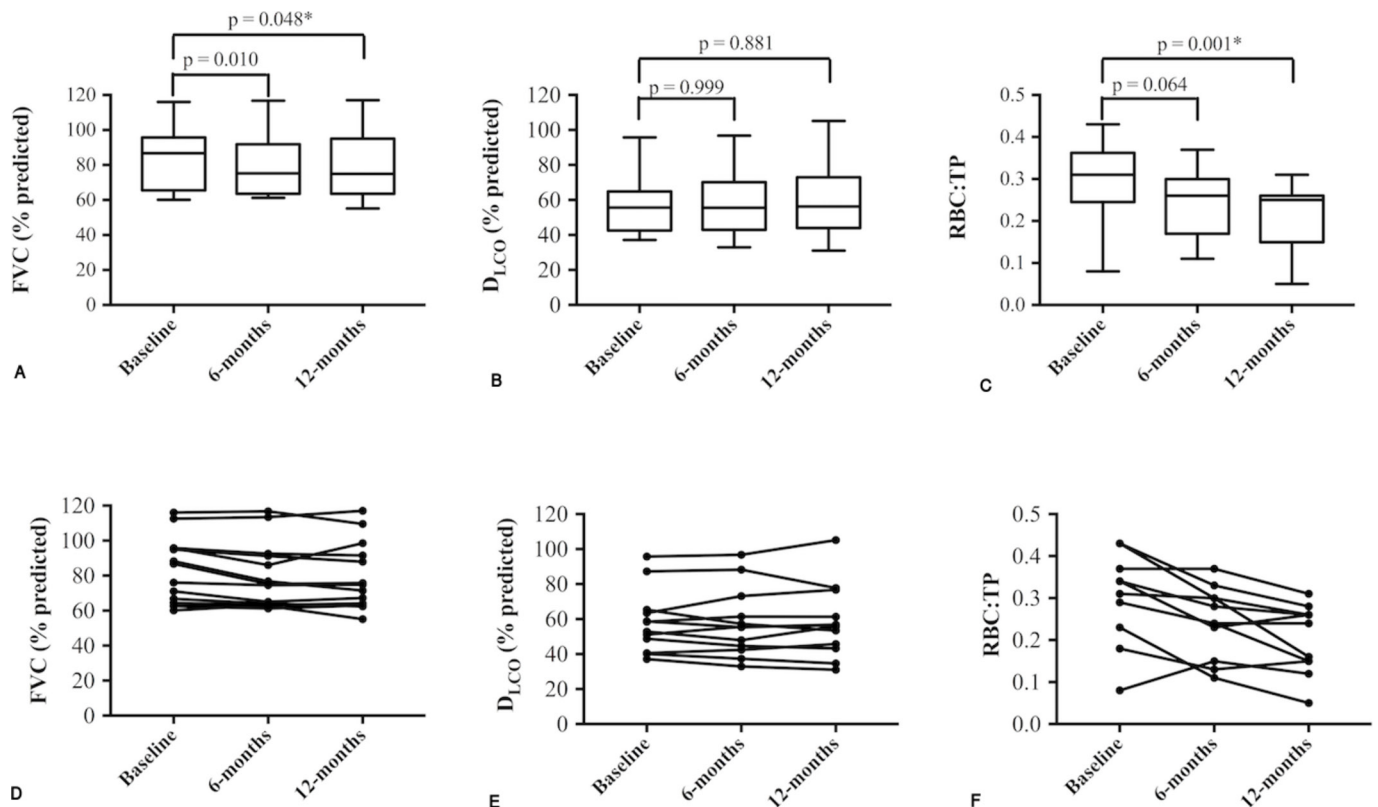 p = 0.048*
p = 0.010
FVC (% predicted)
120
100
80
60
40
20
0
Baseline
6-months
12-months
A
p = 0.881
p = 0.999
DLCO (% predicted)
120
100
80
60
40
20
0
Baseline
6-months
12-months
B
p = 0.001*
p = 0.064
RBC:TP
0.5
0.4
0.3
0.2
0.1
0.0
Baseline
6-months
12-months
C
FVC (% predicted)
120
100
80
60
40
20
0
Baseline
6-months
12-months
D
DLCO (% predicted)
120
100
80
60
40
20
0
Baseline
6-months
12-months
E
RBC:TP
0.5
0.4
0.3
0.2
0.1
0.0
Baseline
6-months
12-months
F